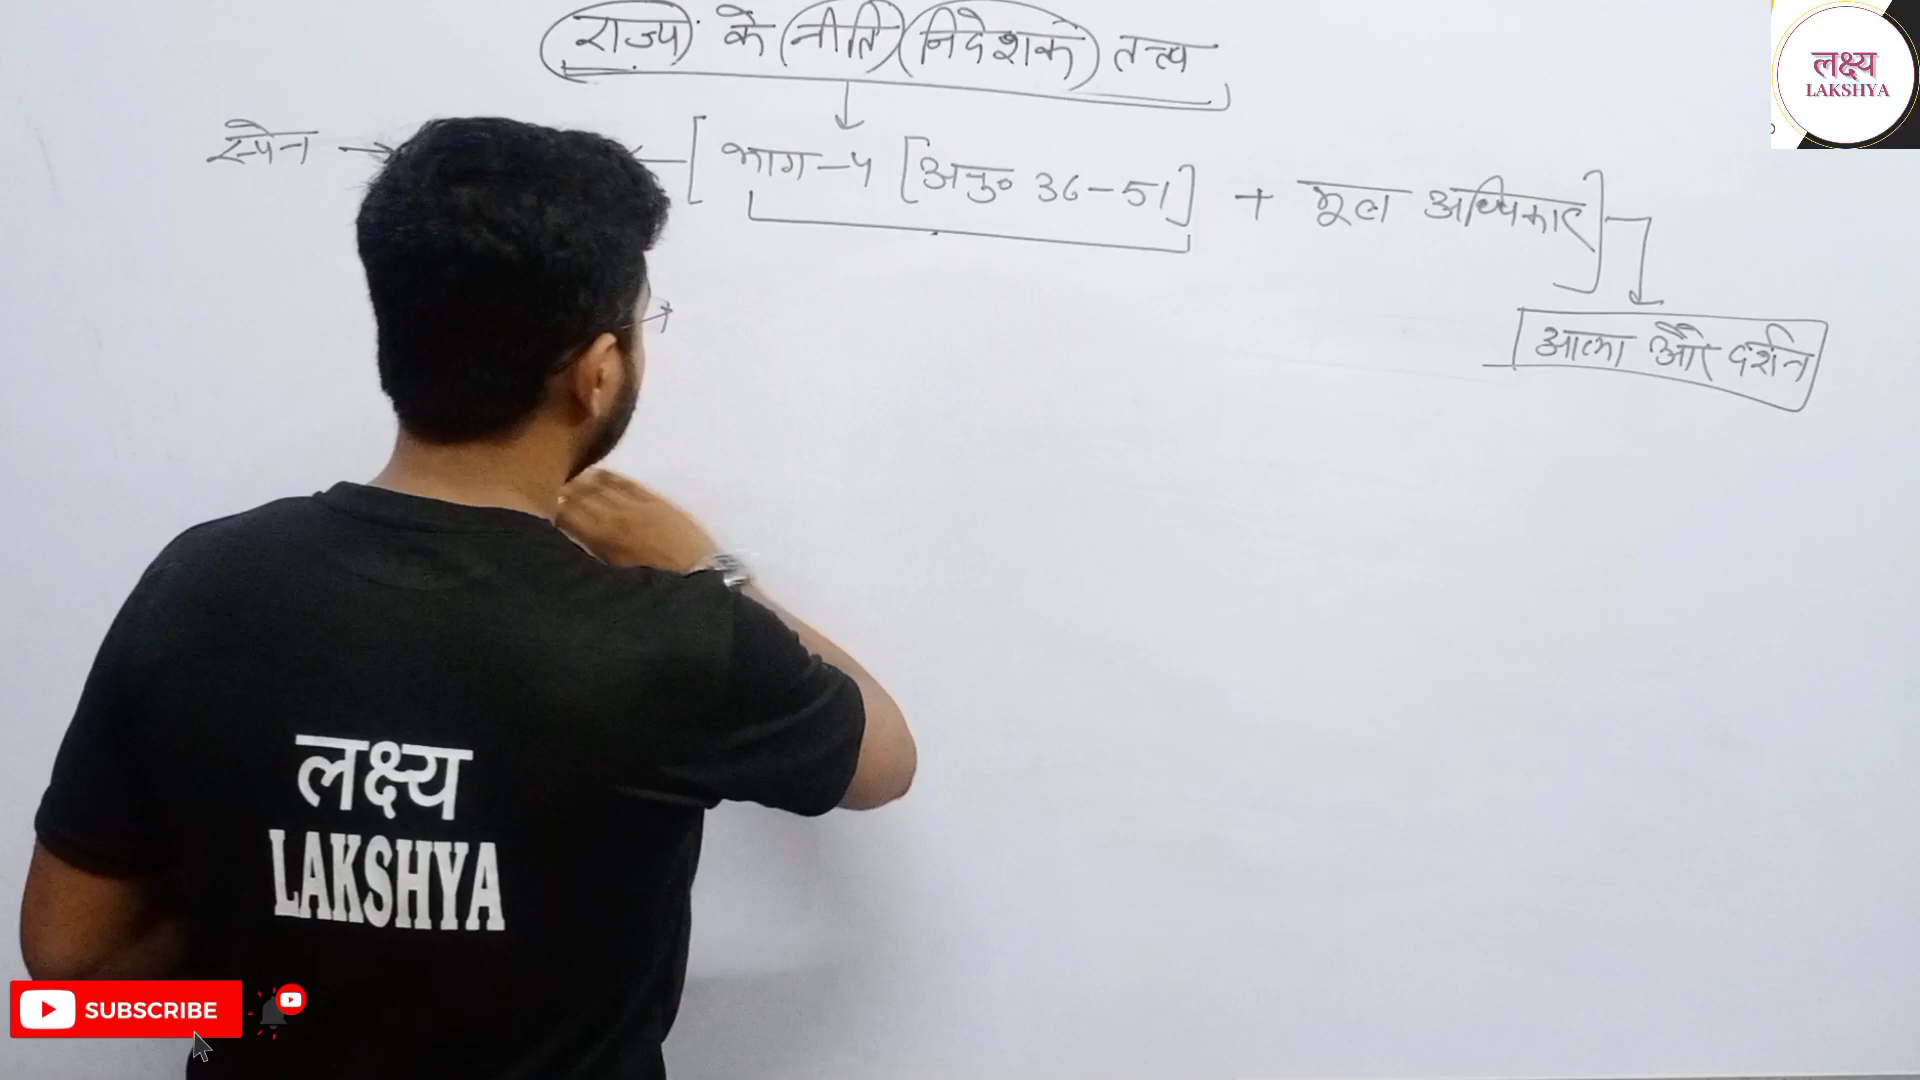 राज्य के नीति निदेशक तत्त्व
स्पेन → [ भाग-4 [अनु० 36-51] + मूल अधिकार]
आत्मा और दर्शन
लक्ष्य
LAKSHYA
लक्ष्य
LAKSHYA
SUBSCRIBE